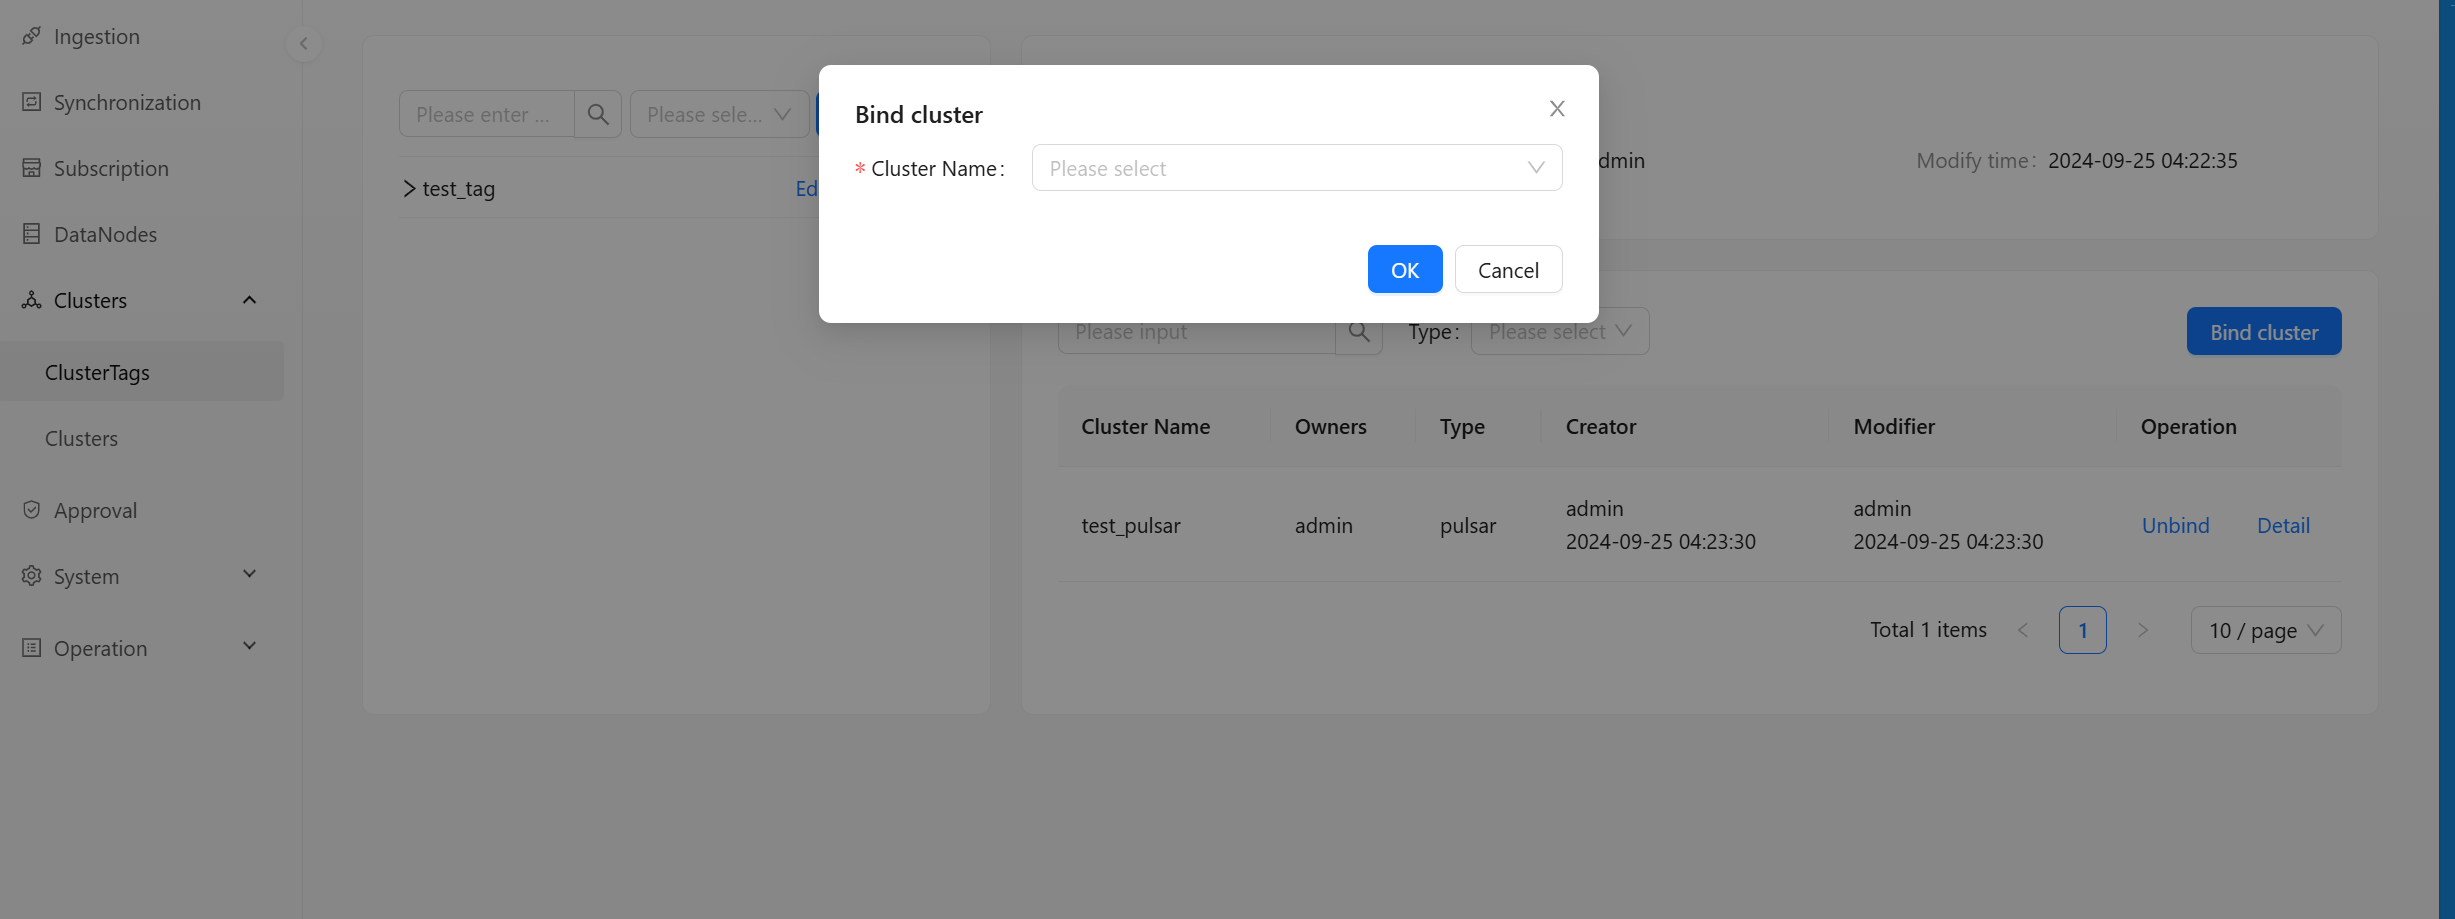 Ingestion
Synchronization
Subscription
DataNodes
Clusters
ClusterTags
Clusters
Approval
System
Operation
Please enter ...
Please sele...
test_tag
Ed
Bind cluster
* Cluster Name:
Please select
OK
Cancel
Modify time: 2024-09-25 04:22:35
Please input
Type:
Please select
Bind cluster
Cluster Name Owners Type Creator Modifier Operation
test_pulsar admin pulsar admin 2024-09-25 04:23:30 admin 2024-09-25 04:23:30 Unbind Detail
Total 1 items
1
10 / page